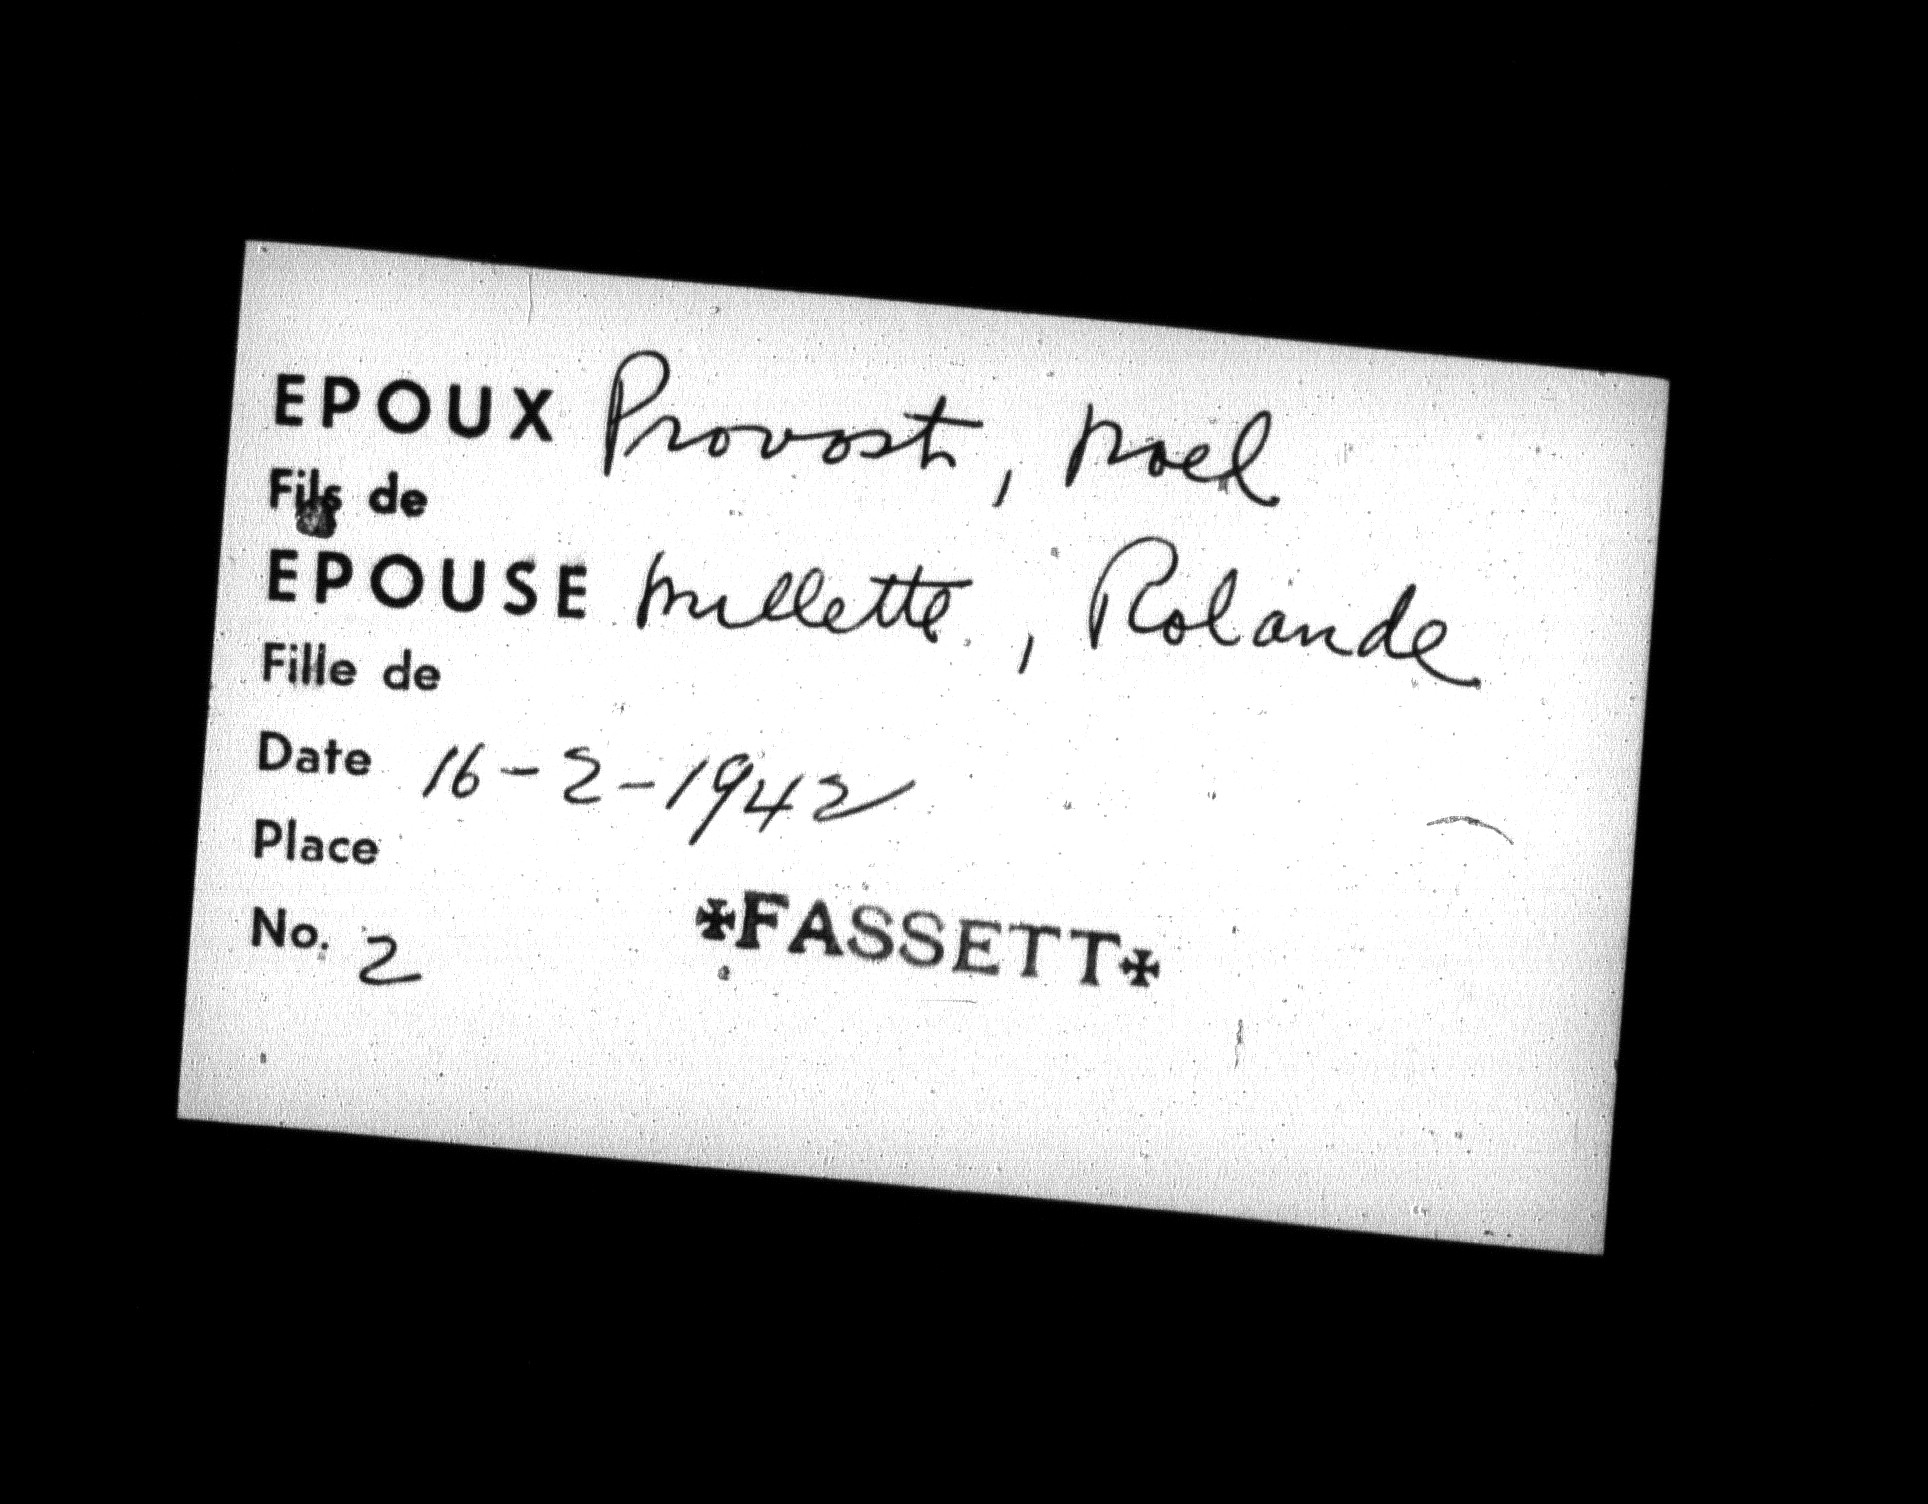 EPOUX Provost, Noel
Fils de
EPOUSE Millette, Rolande
Fille de
Date 16-2-1942
Place
✠FASSETT✠
No. 2